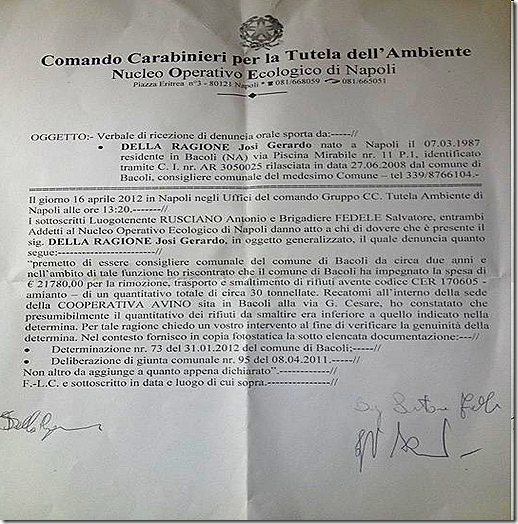 Comando Carabinieri per la Tutela dell'Ambiente
Nucleo Operativo Ecologico di Napoli
Piazza Eritrea n°3 - 80121 Napoli * ☎ 081/668059 081/665051
OGGETTO:- Verbale di ricezione di denuncia orale sporta da:-----//
• DELLA RAGIONE Josi Gerardo nato a Napoli il 07.03.1987
residente in Bacoli (NA) via Piscina Mirabile nr. 11 P.1, identificato
tramite C. I. nr. AR 3050025 rilasciata in data 27.06.2008 dal comune di
Bacoli, consigliere comunale del medesimo Comune – tel 339/8766104.-
Il giorno 16 aprile 2012 in Napoli negli Uffici del comando Gruppo CC. Tutela Ambiente di
Napoli alle ore 13:20.-------//
I sottoscritti Luogotenete RUSCIANO Antonio e Brigadiere FEDELE Salvatore, entrambi
Addetti al Nucleo Operativo Ecologico di Napoli danno atto a chi di dovere che è presente il
sig. DELLA RAGIONE Josi Gerardo, in oggetto generalizzato, il quale denuncia quanto
segue:--------------//
"premetto di essere consigliere comunale del comune di Bacoli da circa due anni e
nell'ambito di tale funzione ho riscontrato che il comune di Bacoli ha impegnato la spesa di
€ 21780,00 per la rimozione, trasporto e smaltimento di rifiuti avente codice CER 170605 -
amianto – di un quantitativo totale di circa 30 tonnellate. Recatomi all'interno della sede
della COOPERATIVA AVINO sita in Bacoli alla via G. Cesare, ho constatato che
presumibilmente il quantitativo dei rifiuti da smaltire era inferiore a quello indicato nella
determina. Per tale ragione chiedo un vostro intervento al fine di verificare la genuinità della
determina. Nel contesto fornisco in copia fotostatica la sotto elencata documentazione:---//
• Determinazione nr. 73 del 31.01.2012 del comune di Bacoli;-----//
• Deliberazione di giunta comunale nr. 95 del 08.04.2011.-----//
Non altro da aggiunge a quanto appena dichiarato".------------//
F.-L.C. e sottoscritto in data e luogo di cui sopra.------------//